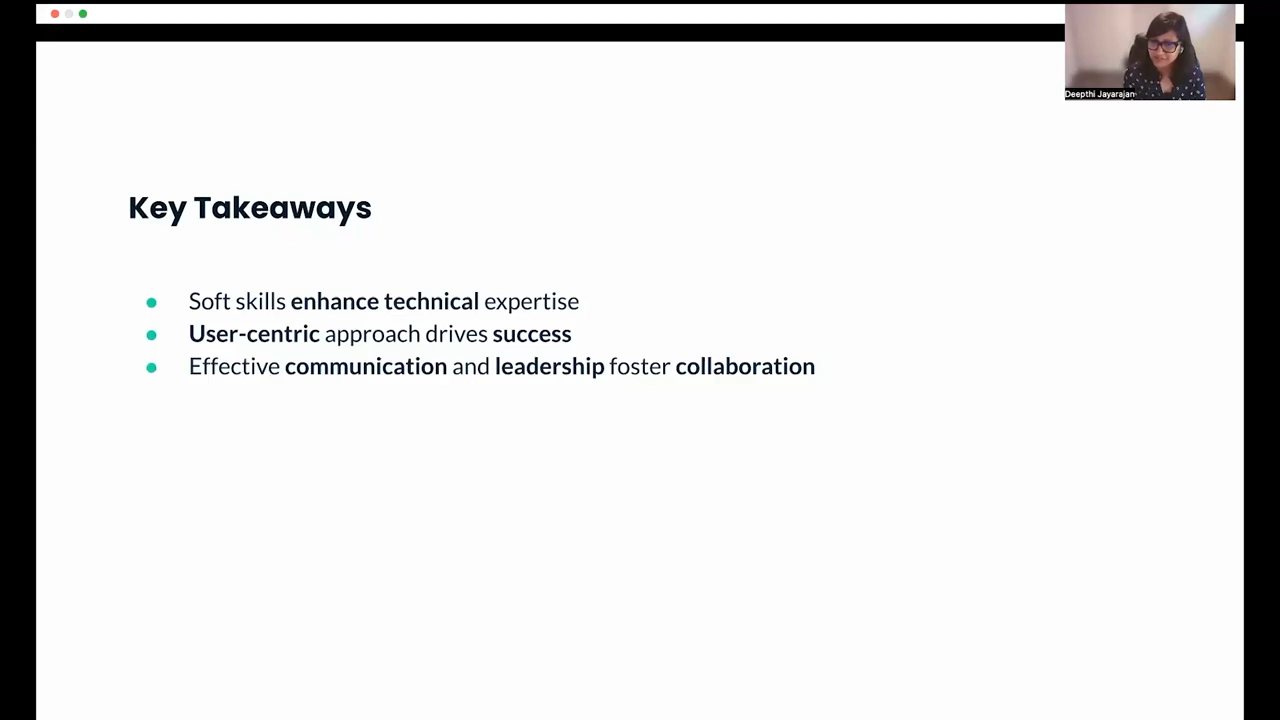 Deepthi Jayarajan
Key Takeaways
Soft skills enhance technical expertise
User-centric approach drives success
Effective communication and leadership foster collaboration